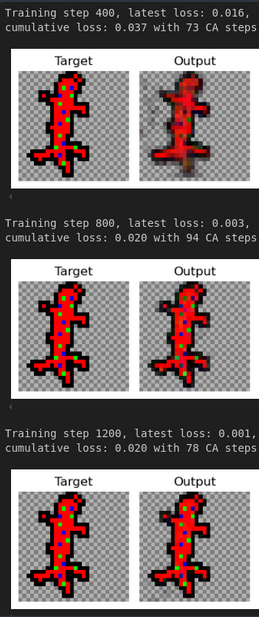 Training step 400, latest loss: 0.016,
cumulative loss: 0.037 with 73 CA steps
Target Output
Training step 800, latest loss: 0.003,
cumulative loss: 0.020 with 94 CA steps
Target Output
Training step 1200, latest loss: 0.001,
cumulative loss: 0.020 with 78 CA steps
Target Output